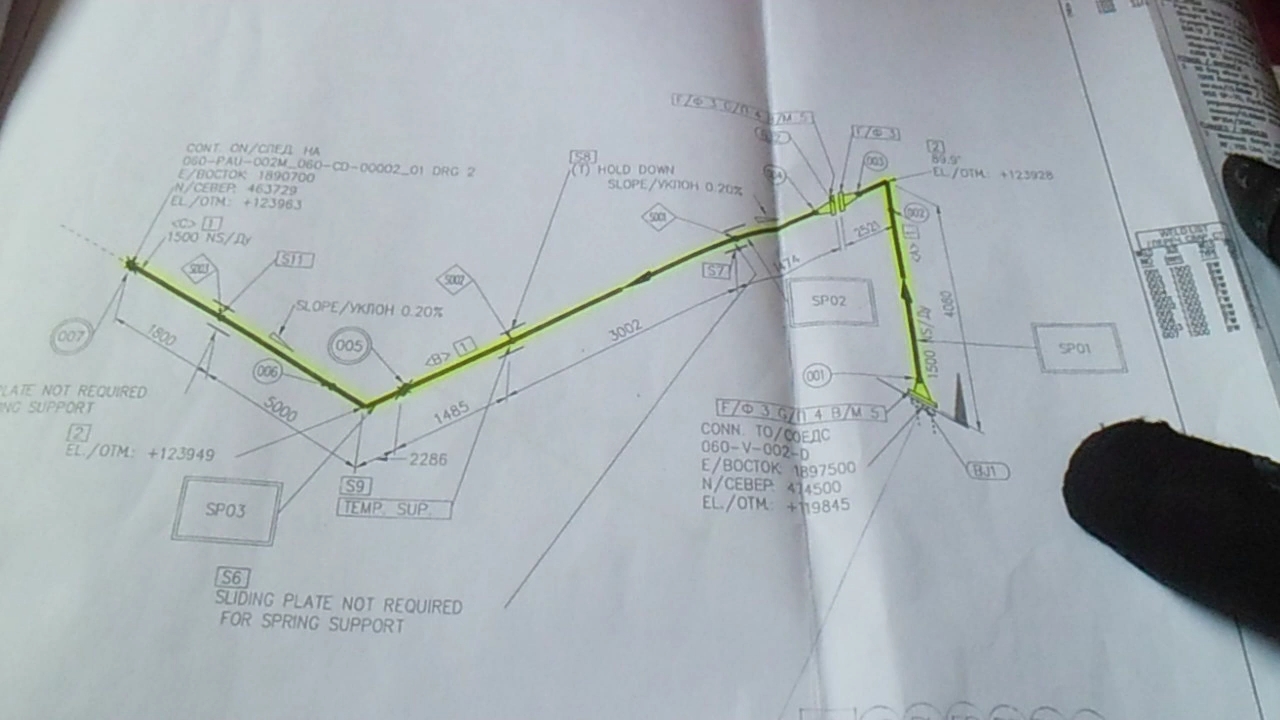 CONT. ON/СЛЕД. НА
060-PAU-002M_060-CD-00002_01 DRG 2
E/ВОСТОК: 1890700
N/СЕВЕР: 463729
EL./ОТМ.: +123963
<C> 1
1500 NS/Ду
S003
S11
SLOPE/УКЛОН 0.20%
007
1800
006
5000
005
<B> 1
S002
S8
(T) HOLD DOWN
SLOPE/УКЛОН 0.20%
Г/Ф 3 С/П 4 B/M 5
Г/Ф 3
003
2
89.9°
EL./ОТМ.: +123928
S001
S7
002
2521
1474
3002
1485
2286
4080
1500 NS/Ду
SP02
SP01
001
F/Ф 3 G/П 4 B/M 5
CONN. TO/СОЕДС
060-V-002-D
E/ВОСТОК: 1897500
N/СЕВЕР: 474500
EL./ОТМ.: +119845
BJ1
PLATE NOT REQUIRED
SUPPORT
2
EL./ОТМ.: +123949
SP03
S9
TEMP. SUP.
S6
SLIDING PLATE NOT REQUIRED
FOR SPRING SUPPORT